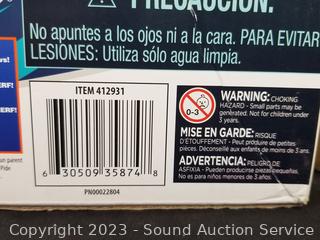 PRECAUCIÓN.
No apuntes a los ojos ni a la cara. PARA EVITAR
LESIONES: Utiliza sólo agua limpia.
ERF!
ITEM 412931
6 30509 35874 8
PN00022804
0-3
WARNING: CHOKING
HAZARD - Small parts may be
generated. Not for children under
3 years.
MISE EN GARDE: RISQUE
D'ÉTOUFFEMENT - Peut produire de petites
pièces. Déconseillé aux enfants de moins de 3 ans.
ADVERTENCIA: PELIGRO DE
ASFIXIA - Pueden producirse piezas pequeñas.
No es para niños menores de 3 años.
n parent
Pide
Copyright 2023 - Sound Auction Service